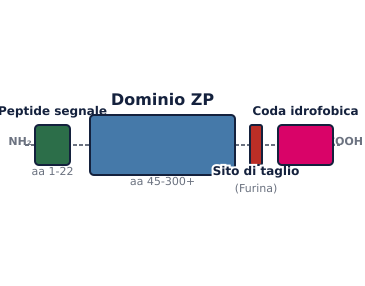 Dominio ZP
Peptide segnale
Coda idrofobica
NH₂
OOH
aa 1-22
Sito di taglio
aa 45-300+
(Furina)